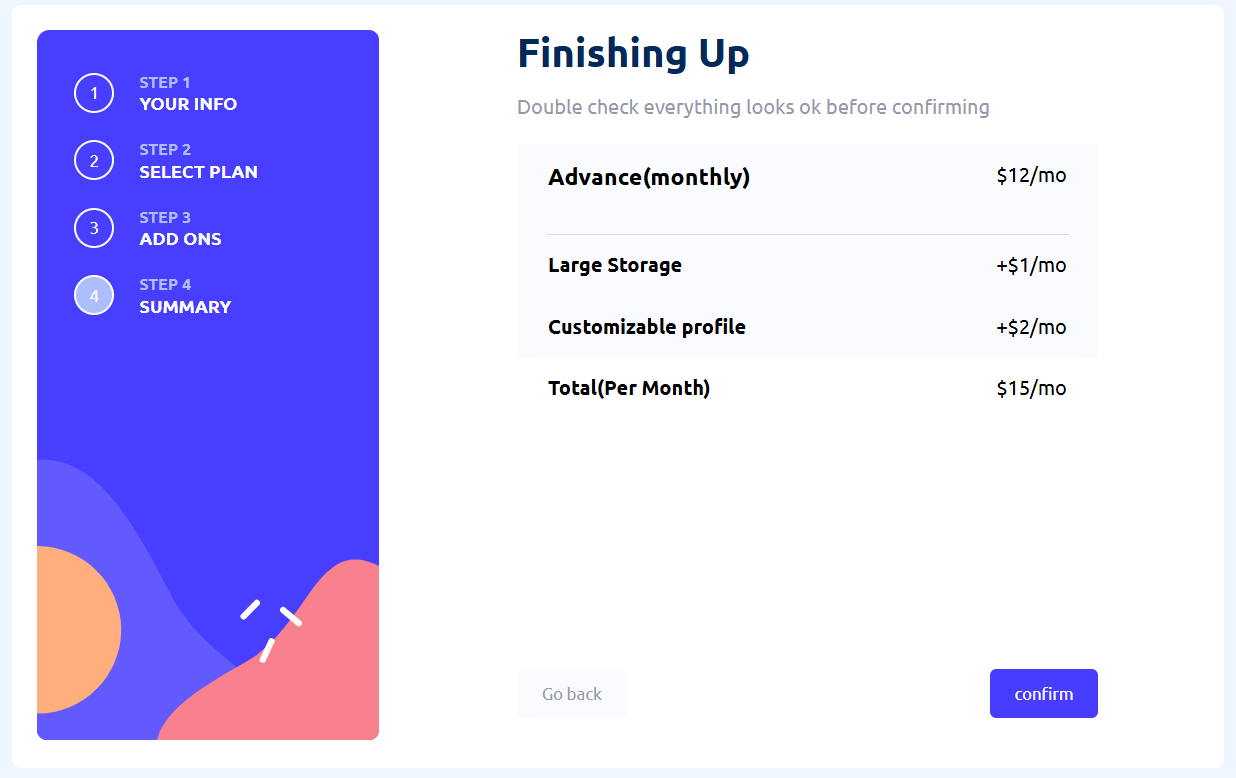 1
STEP 1
YOUR INFO
2
STEP 2
SELECT PLAN
3
STEP 3
ADD ONS
4
STEP 4
SUMMARY
Finishing Up
Double check everything looks ok before confirming
Advance(monthly) $12/mo
Large Storage +$1/mo
Customizable profile +$2/mo
Total(Per Month) $15/mo
Go back confirm